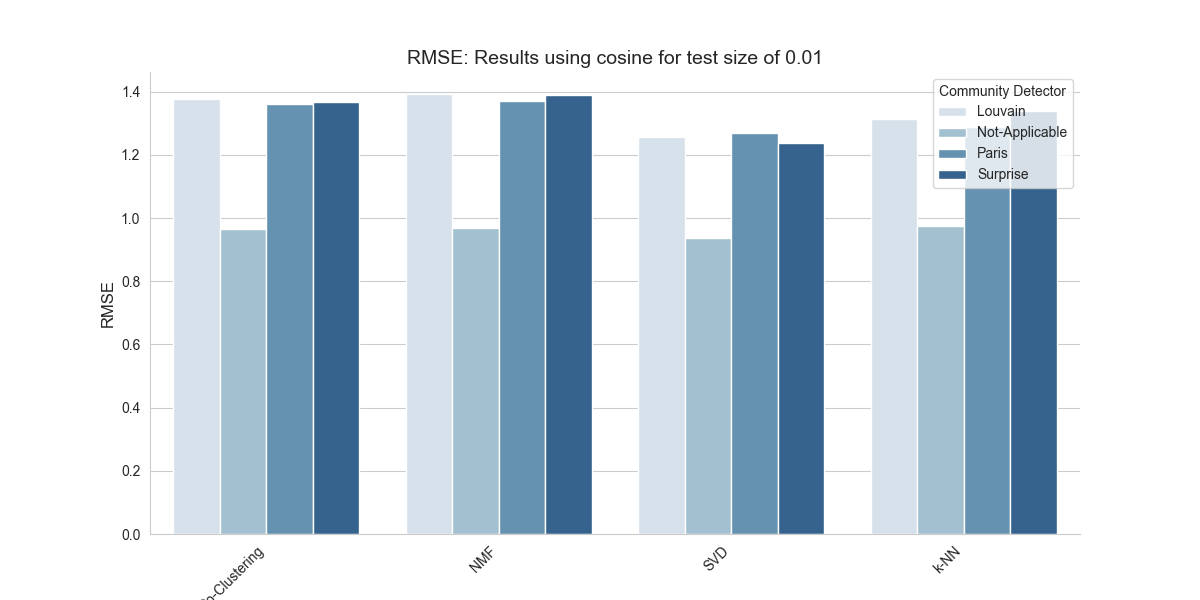 RMSE: Results using cosine for test size of 0.01
Community Detector
Louvain
Not-Applicable
Paris
Surprise
RMSE
1.4
1.2
1.0
0.8
0.6
0.4
0.2
0.0
o-Clustering
NMF
SVD
k-NN